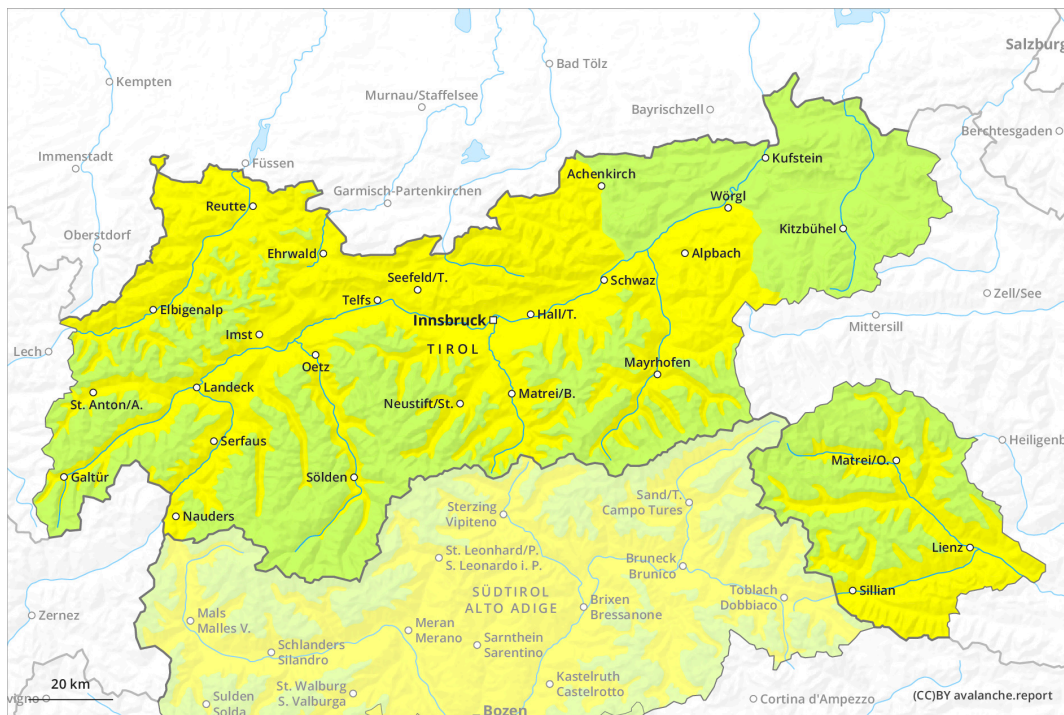 Salzburg
Bad Tölz
Kempten
Murnau/Staffelsee
Bayrischzell
Berchtesgaden
Immenstadt
Füssen
Kufstein
Achenkirch
Garmisch-Partenkirchen
Reutte
Wörgl
Oberstdorf
Kitzbühel
Ehrwald
Alpbach
Seefeld/T.
Schwaz
Zell/See
Telfs
Elbigenalp
Hall/T.
Innsbruck
Mittersill
Imst
TIROL
Lech
Oetz
Mayrhofen
Landeck
St. Anton/A.
Neustift/St.
Matrei/B.
Serfaus
Heiligenb
Matrei/O.
Galtür
Sölden
Sand/T.
Campo Tures
Sterzing
Vipiteno
Nauders
Lienz
St. Leonhard/P.
S. Leonardo i. P.
Bruneck
Brunico
Sillian
SÜDTIROL
ALTO ADIGE
Toblach
Dobbiaco
Brixen
Bressanone
Zernez
Mals
Malles V.
Meran
Merano
Sarnthein
Sarentino
Schlanders
Silandro
Kastelruth
Castelrotto
20 km
St. Walburg
S. Valburga
vigno
Sulden
Solda
Cortina d'Ampezzo
(CC)BY avalanche.report
Bozen